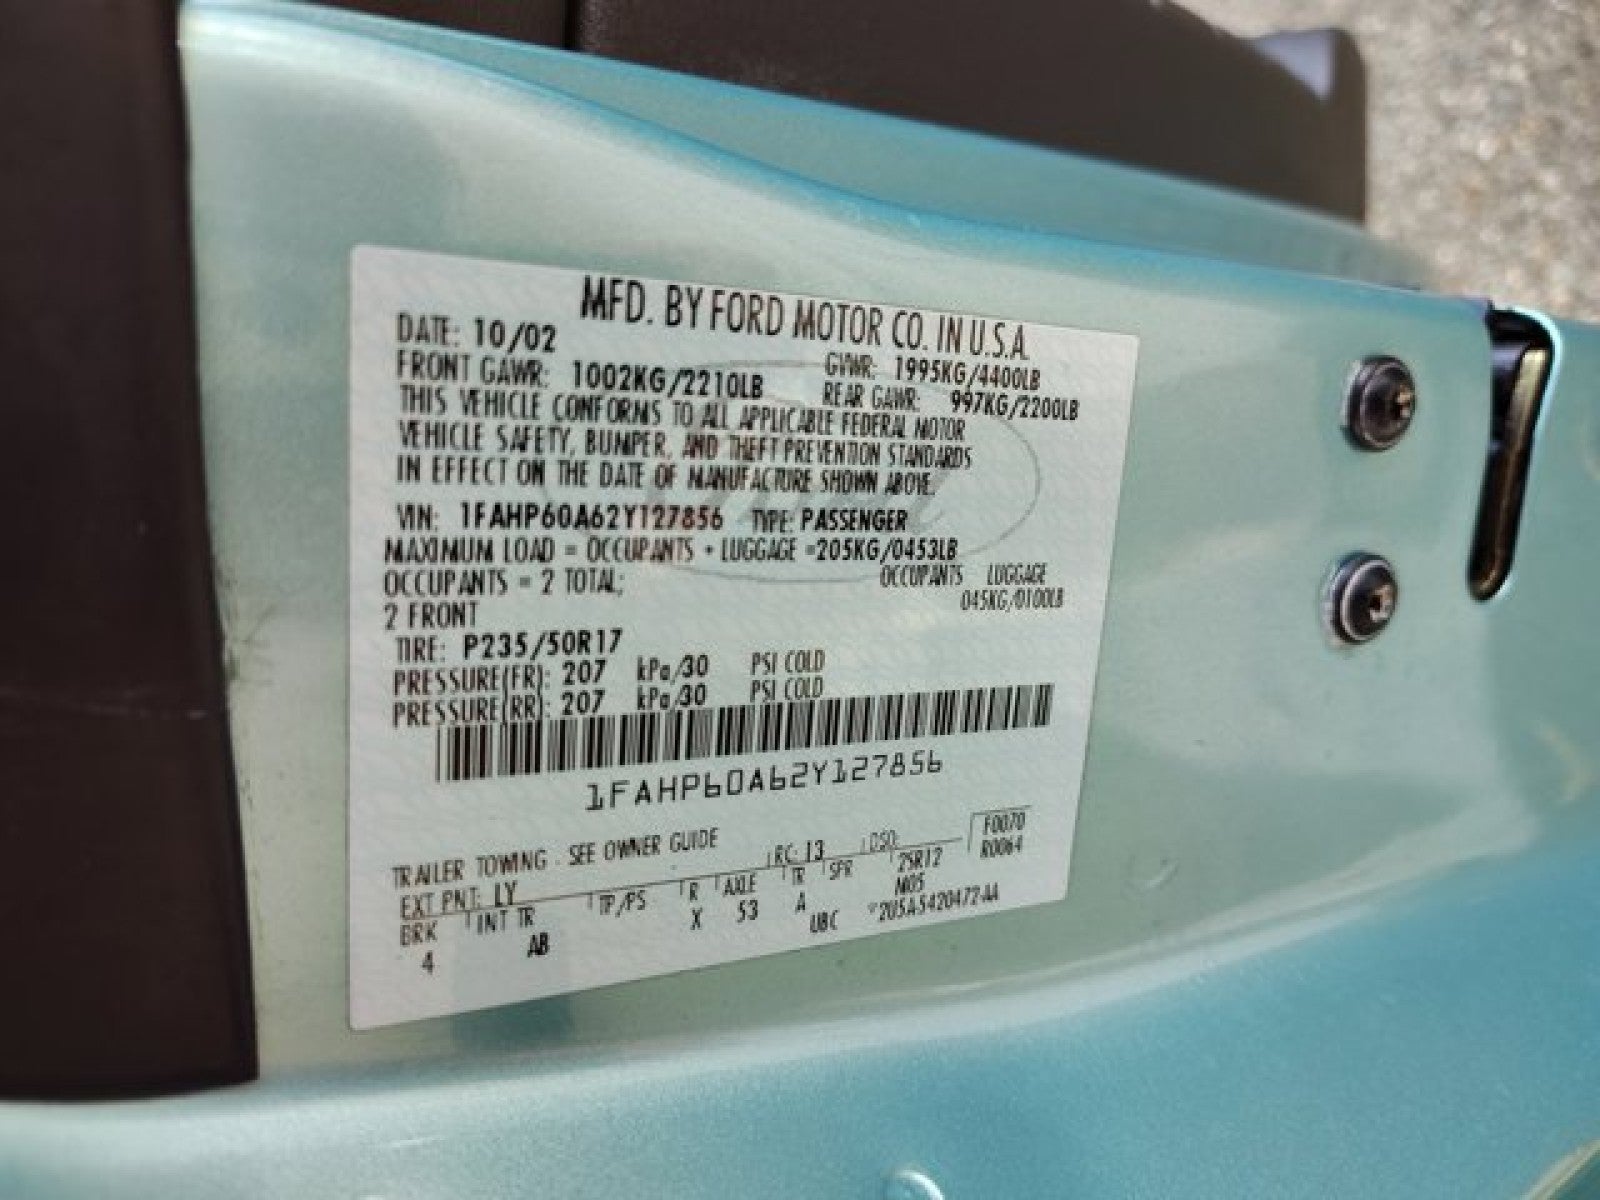 MFD. BY FORD MOTOR CO. IN U.S.A.
DATE: 10/02 GVWR: 1995KG/4400LB
FRONT GAWR: 1002KG/2210LB REAR GAWR: 997KG/2200LB
THIS VEHICLE CONFORMS TO ALL APPLICABLE FEDERAL MOTOR
VEHICLE SAFETY, BUMPER, AND THEFT PREVENTION STANDARDS
IN EFFECT ON THE DATE OF MANUFACTURE SHOWN ABOVE.
VIN: 1FAHP60A62Y127856 TYPE: PASSENGER
MAXIMUM LOAD = OCCUPANTS + LUGGAGE =205KG/0453LB
OCCUPANTS = 2 TOTAL; OCCUPANTS LUGGAGE
2 FRONT 045KG/0100LB
TIRE: P235/50R17
PRESSURE(FR): 207 kPa/30 PSI COLD
PRESSURE(RR): 207 kPa/30 PSI COLD
1FAHP60A62Y127856
TRAILER TOWING - SEE OWNER GUIDE
F0070
EXT PNT: LY RC: 13 DSO: R0064
BRK INT TR TP/PS R AXLE TR SPR 25R12
4 AB X 53 A N05
UBC 2U5A-5420472-AA